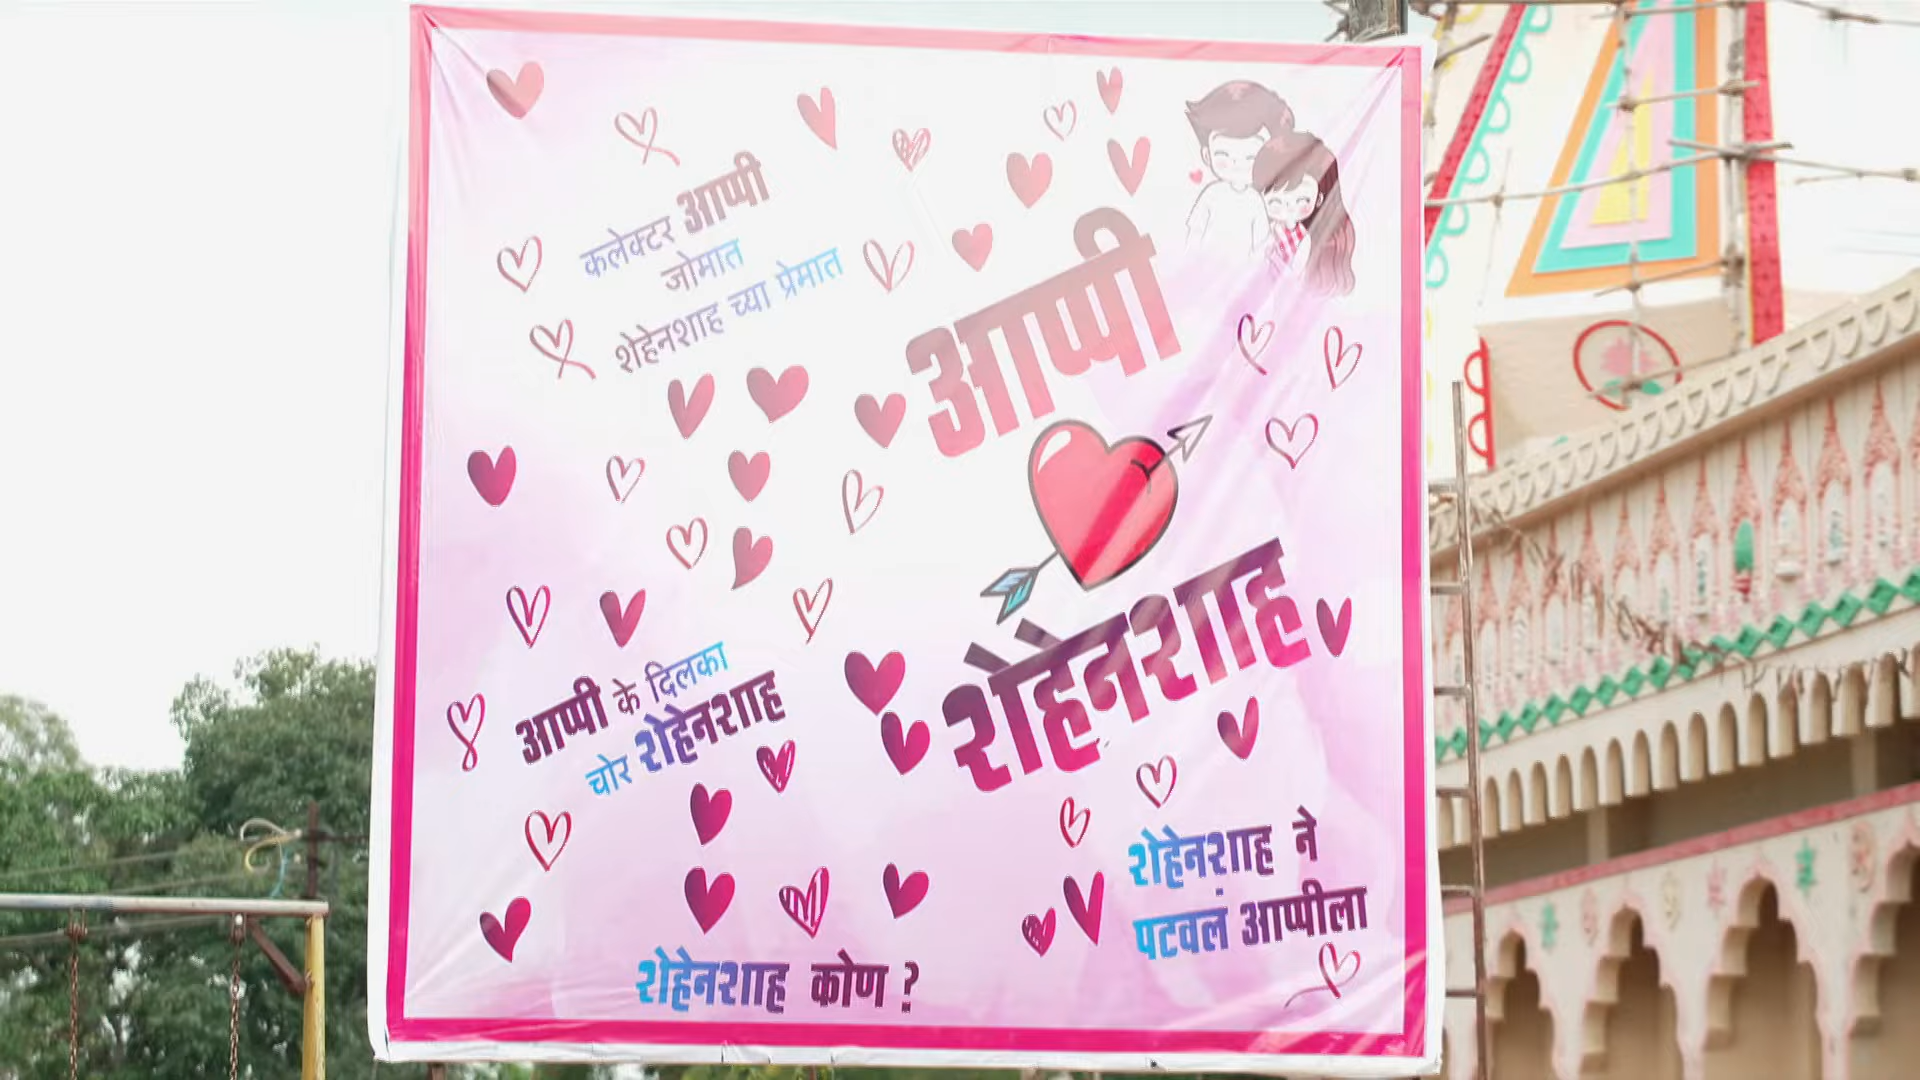 कलेक्टर आप्पी
जोमात
शेहेनशाह च्या प्रेमात
आप्पी
शेहेनशाह
आप्पी के दिलका
चोर शेहेनशाह
शेहेनशाह ने
पटवलं आप्पीला
शेहेनशाह कोण ?